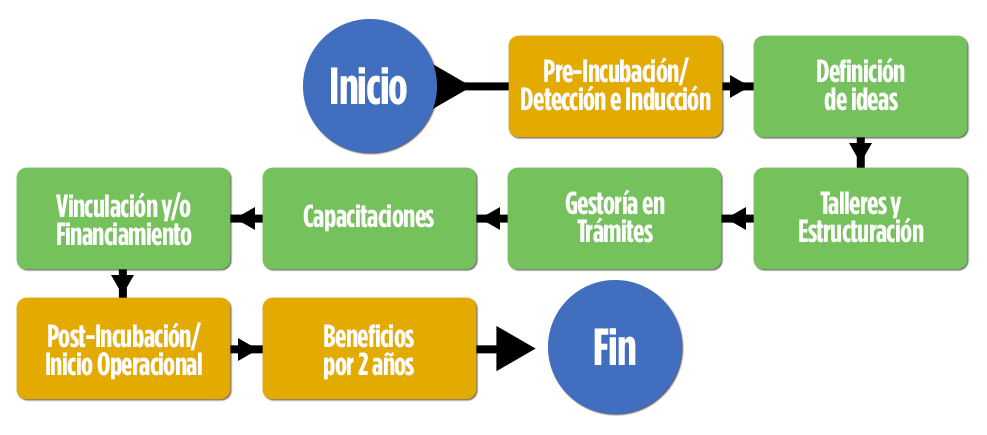 Inicio
Pre-Incubación/
Detección e Inducción
Definición
de ideas
Talleres y
Estructuración
Gestoría en
Trámites
Capacitaciones
Vinculación y/o
Financiamiento
Post-Incubación/
Inicio Operacional
Beneficios
por 2 años
Fin